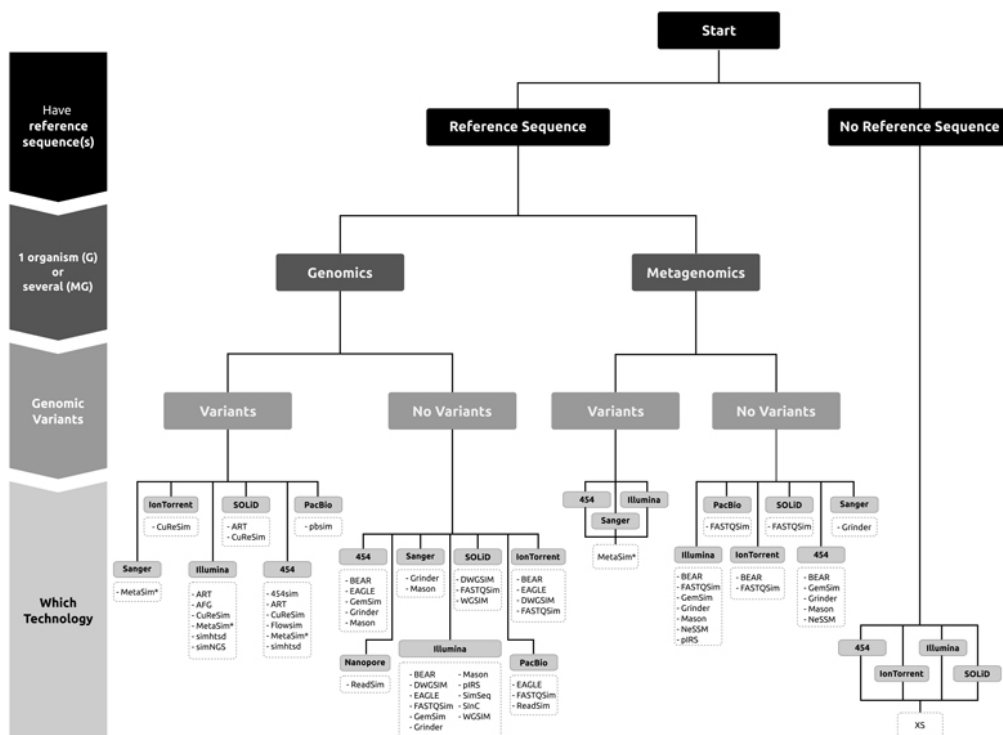 Start
Have
reference
sequence(s)
Reference Sequence
No Reference Sequence
1 organism (G)
or
several (MG)
Genomics
Metagenomics
Genomic
Variants
Variants
No Variants
Variants
No Variants
Which
Technology
IonTorrent
- CuReSim
SOLiD
- ART
- CuReSim
PacBio
- pbsim
Sanger
- MetaSim*
Illumina
- ART
- AFG
- CuReSim
- MetaSim*
- simhtsd
- simNGS
454
- 454sim
- ART
- CuReSim
- Flowsim
- MetaSim*
- simhtsd
454
- BEAR
- EAGLE
- GemSim
- Grinder
- Mason
Sanger
- Grinder
- Mason
SOLiD
- DWGSIM
- FASTQSim
- WGSIM
IonTorrent
- BEAR
- EAGLE
- DWGSIM
- FASTQSim
Nanopore
- ReadSim
Illumina
- BEAR
- DWGSIM
- EAGLE
- FASTQSim
- GemSim
- Grinder
- Mason
- pIRS
- SimSeq
- SInC
- WGSIM
PacBio
- EAGLE
- FASTQSim
- ReadSim
454
Illumina
Sanger
MetaSim*
PacBio
- FASTQSim
SOLiD
- FASTQSim
Sanger
- Grinder
Illumina
- BEAR
- FASTQSim
- GemSim
- Grinder
- Mason
- NeSSM
- pIRS
IonTorrent
- BEAR
- FASTQSim
454
- BEAR
- GemSim
- Grinder
- Mason
- NeSSM
454
Illumina
IonTorrent
SOLiD
XS